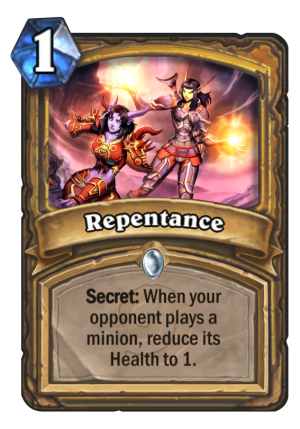 1
Repentance
Secret: When your
opponent plays a
minion, reduce its
Health to 1.